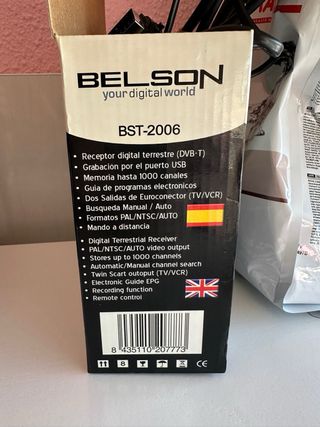 BELSON
your digital world
BST-2006
• Receptor digital terrestre (DVB-T)
• Grabacion por el puerto USB
• Memoria hasta 1000 canales
• Guia de programas electronicos
• Dos Salidas de Euroconector (TV/VCR)
• Busqueda Manual / Auto
• Formatos PAL/NTSC/AUTO
• Mando a distancia
• Digital Terrestrial Receiver
• PAL/NTSC/AUTO video output
• Stores up to 1000 channels
• Automatic/Manual channel search
• Twin Scart outoput (TV/VCR)
• Electronic Guide EPG
• Recording function
• Remote control
8 435110 207773
8
CE